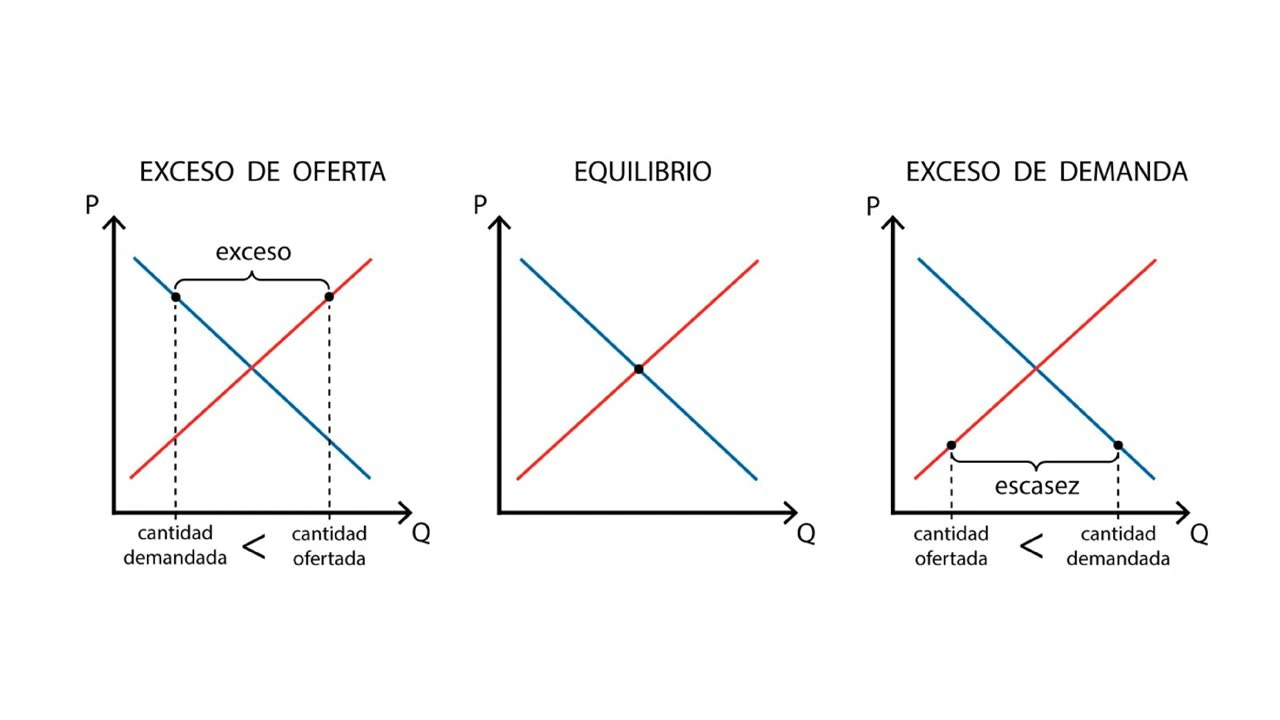 EXCESO DE OFERTA
P
exceso
cantidad
demandada
<
cantidad
ofertada
Q
EQUILIBRIO
P
Q
EXCESO DE DEMANDA
P
escasez
cantidad
ofertada
<
cantidad
demandada
Q